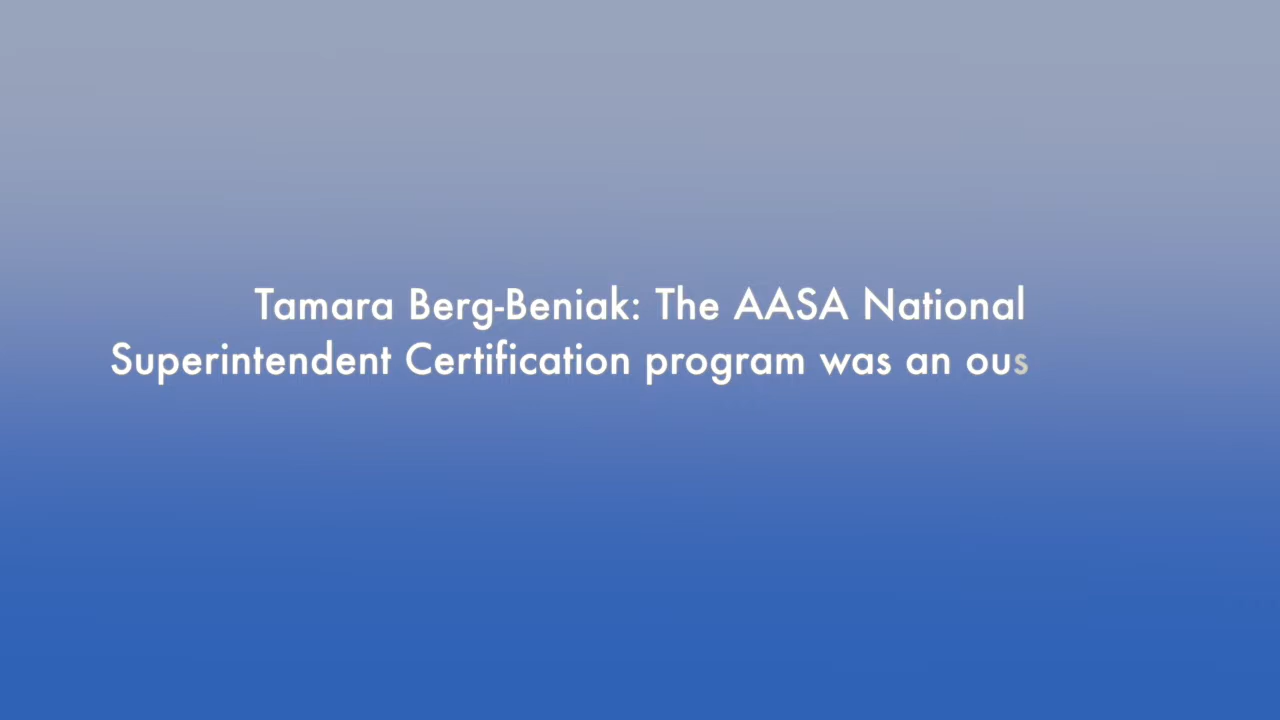 Tamara Berg-Beniak: The AASA National
Superintendent Certification program was an ous